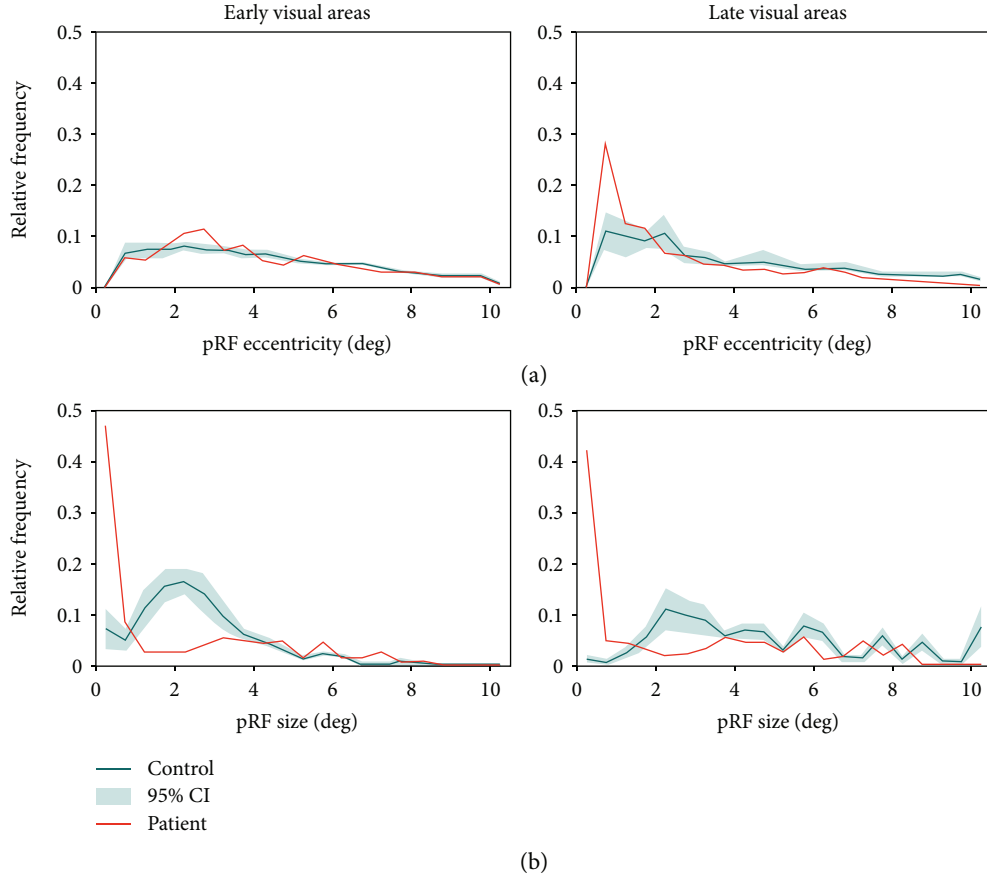 Early visual areas
Late visual areas
Relative frequency
0.5
0.4
0.3
0.2
0.1
0
0 2 4 6 8 10
pRF eccentricity (deg)
0.5
0.4
0.3
0.2
0.1
0
0 2 4 6 8 10
pRF eccentricity (deg)
(a)
Relative frequency
0.5
0.4
0.3
0.2
0.1
0
0 2 4 6 8 10
pRF size (deg)
0.5
0.4
0.3
0.2
0.1
0
0 2 4 6 8 10
pRF size (deg)
Control
95% CI
Patient
(b)